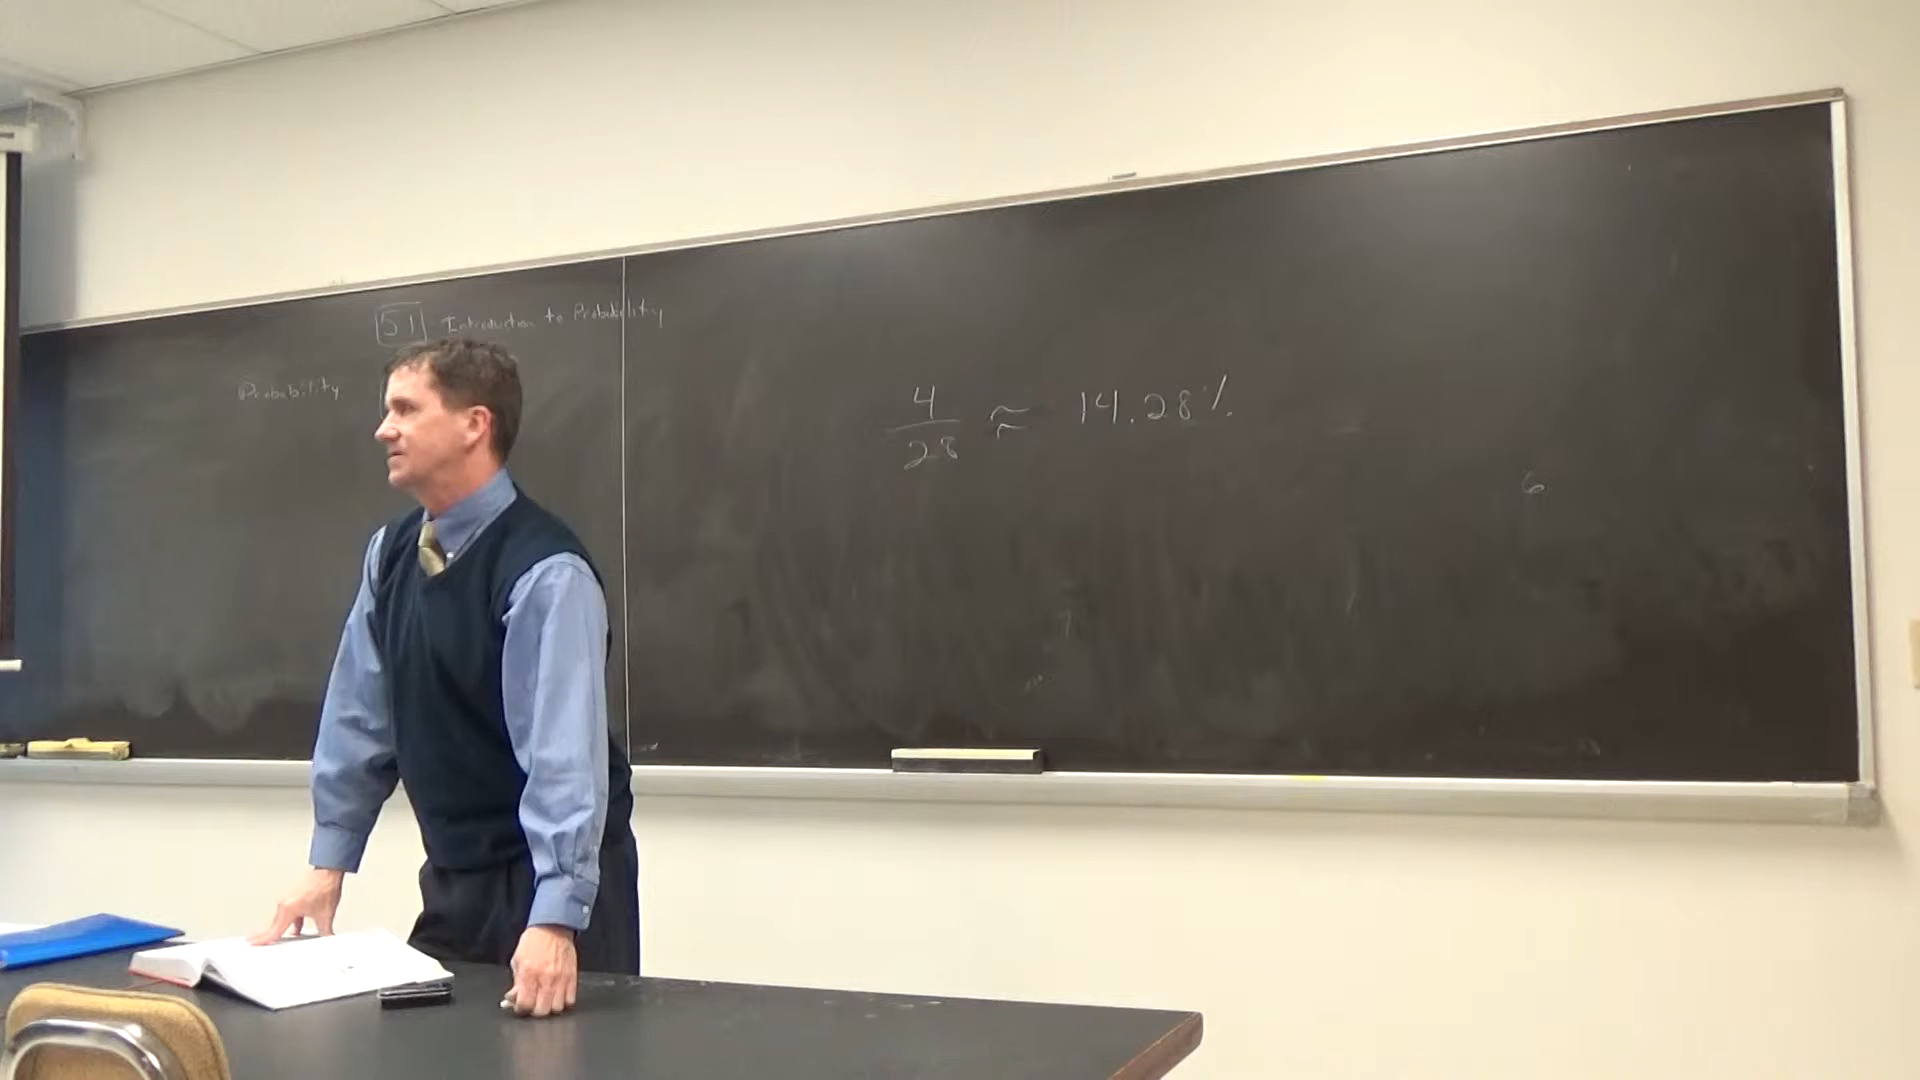 5.1 Introduction to Probability
Probability
4
28
≈ 14.28%
6